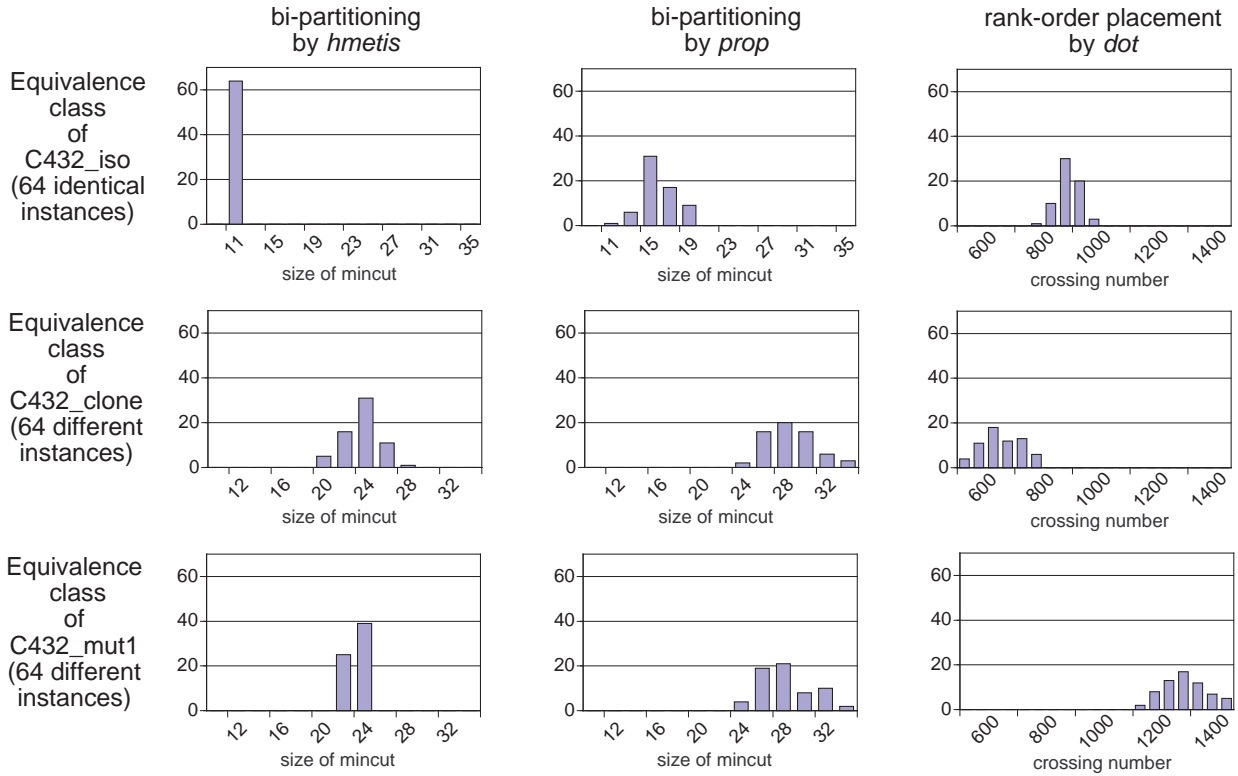 bi-partitioning
by hmetis
bi-partitioning
by prop
rank-order placement
by dot
Equivalence
class
of
C432_iso
(64 identical
instances)
60
40
20
0
11 15 19 23 27 31 35
size of mincut
60
40
20
0
11 15 19 23 27 31 35
size of mincut
60
40
20
0
600 800 1000 1200 1400
crossing number
Equivalence
class
of
C432_clone
(64 different
instances)
60
40
20
0
12 16 20 24 28 32
size of mincut
60
40
20
0
12 16 20 24 28 32
size of mincut
60
40
20
0
600 800 1000 1200 1400
crossing number
Equivalence
class
of
C432_mut1
(64 different
instances)
60
40
20
0
12 16 20 24 28 32
size of mincut
60
40
20
0
12 16 20 24 28 32
size of mincut
60
40
20
0
600 800 1000 1200 1400
crossing number